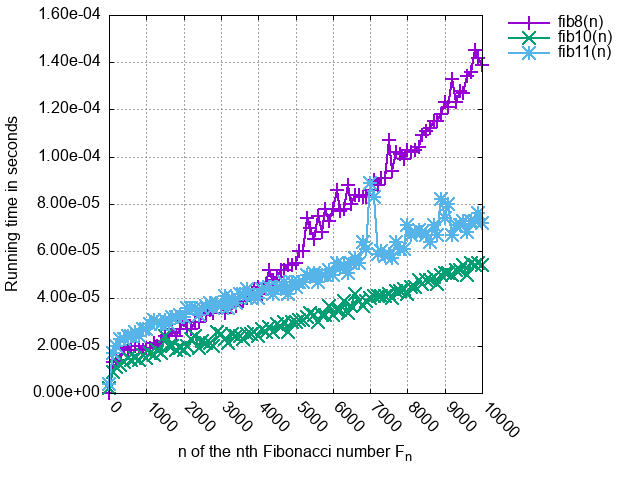 1.60e-04
1.40e-04
1.20e-04
1.00e-04
8.00e-05
6.00e-05
4.00e-05
2.00e-05
0.00e+00
Running time in seconds
0
1000
2000
3000
4000
5000
6000
7000
8000
9000
10000
n of the nth Fibonacci number Fn
fib8(n)
fib10(n)
fib11(n)